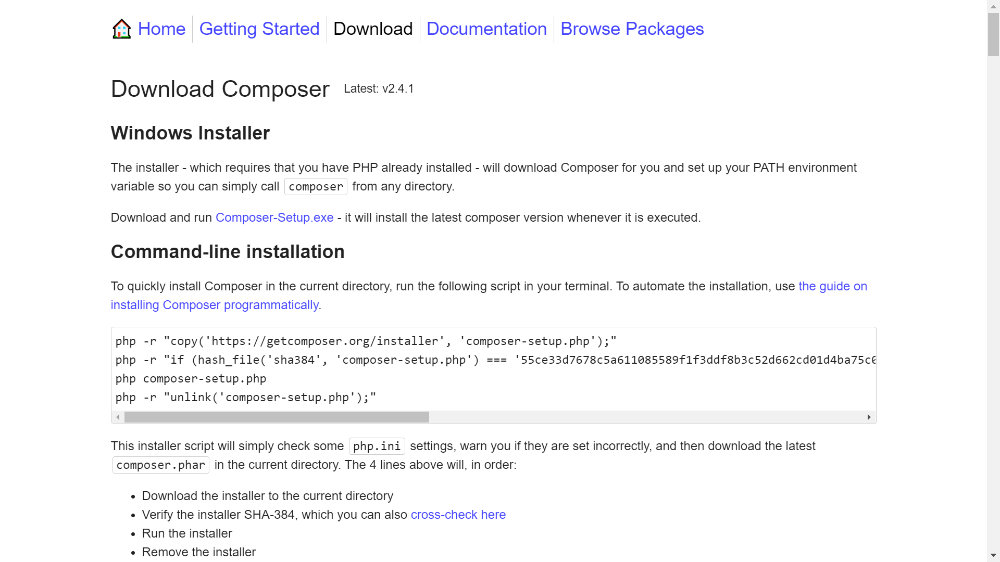 Home Getting Started Download Documentation Browse Packages
Download Composer Latest: v2.4.1
Windows Installer
The installer - which requires that you have PHP already installed - will download Composer for you and set up your PATH environment
variable so you can simply call composer from any directory.
Download and run Composer-Setup.exe - it will install the latest composer version whenever it is executed.
Command-line installation
To quickly install Composer in the current directory, run the following script in your terminal. To automate the installation, use the guide on
installing Composer programmatically.
php -r "copy('https://getcomposer.org/installer', 'composer-setup.php');"
php -r "if (hash_file('sha384', 'composer-setup.php') === '55ce33d7678c5a611085589f1f3ddf8b3c52d662cd01d4ba75c0
php composer-setup.php
php -r "unlink('composer-setup.php');"
This installer script will simply check some php.ini settings, warn you if they are set incorrectly, and then download the latest
composer.phar in the current directory. The 4 lines above will, in order:
• Download the installer to the current directory
• Verify the installer SHA-384, which you can also cross-check here
• Run the installer
• Remove the installer